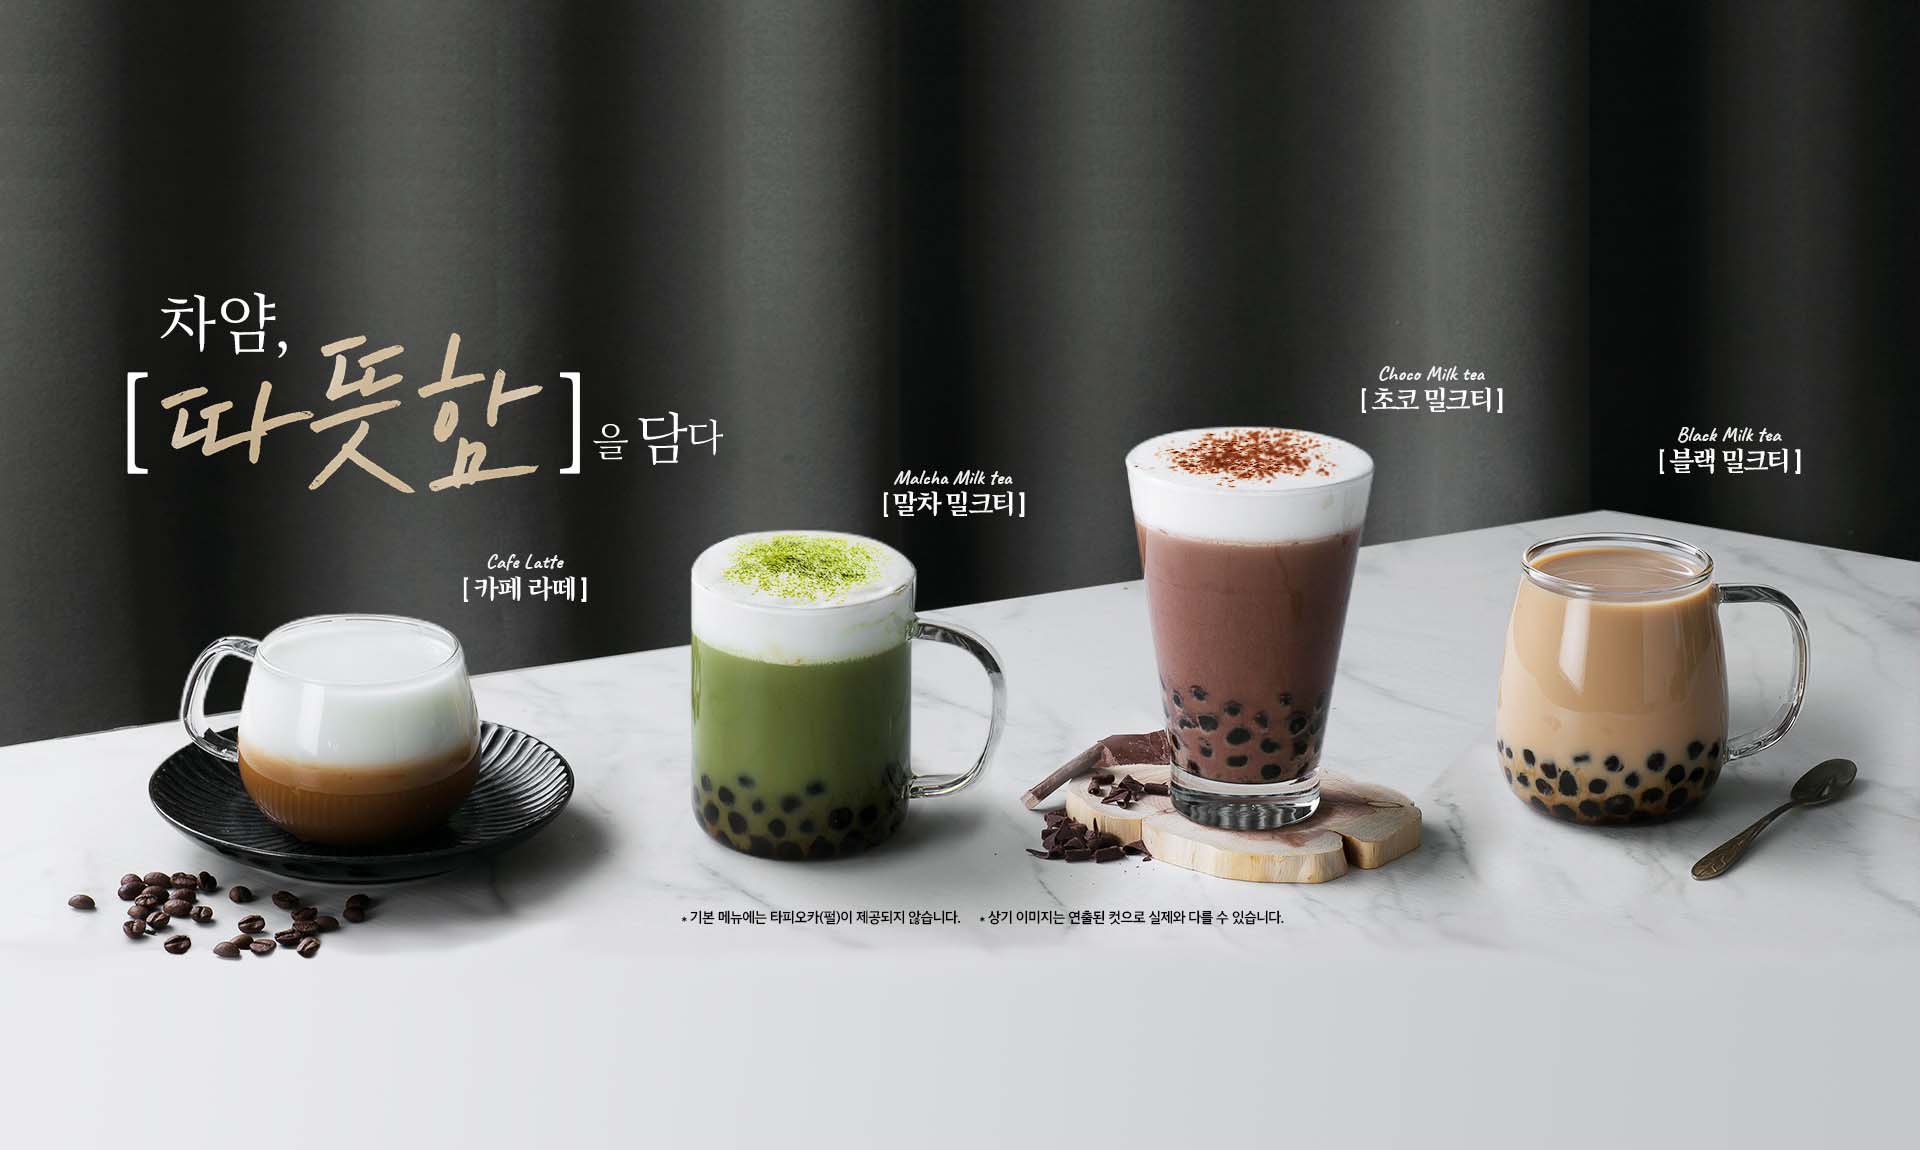 차얌,
[따뜻함]을 담다
Cafe Latte
[카페 라떼]
Malcha Milk tea
[말차 밀크티]
Choco Milk tea
[초코 밀크티]
Black Milk tea
[블랙 밀크티]
* 기본 메뉴에는 타피오카(펄)이 제공되지 않습니다. * 상기 이미지는 연출된 컷으로 실제와 다를 수 있습니다.